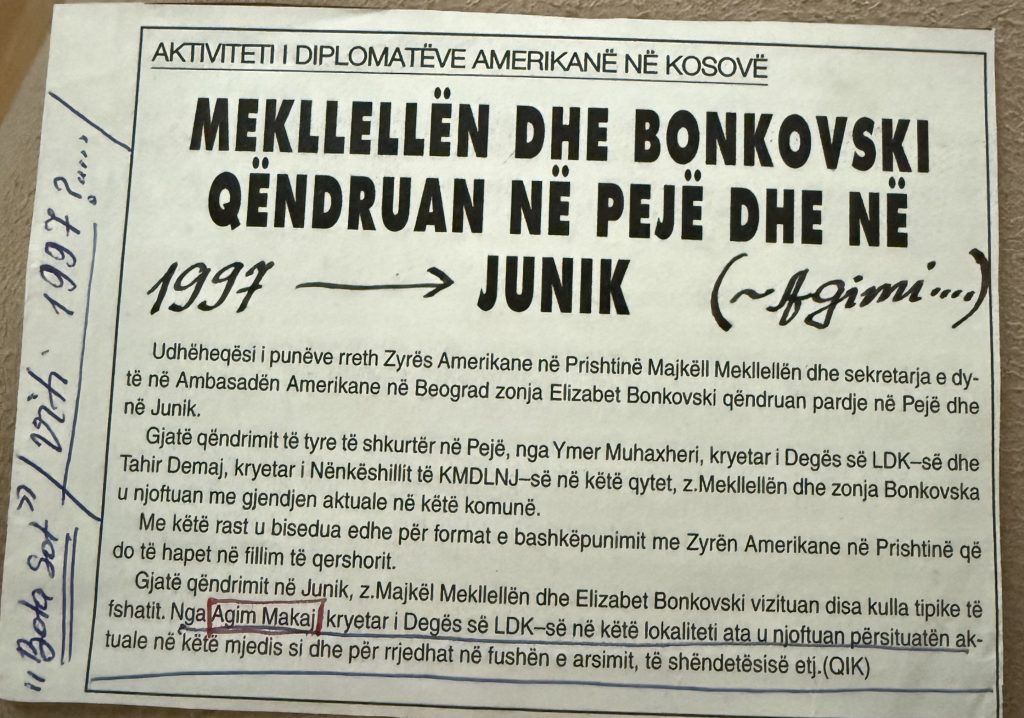 AKTIVITETI I DIPLOMATËVE AMERIKANË NË KOSOVË
MEKLLELLËN DHE BONKOVSKI
QËNDRUAN NË PEJË DHE NË
1997 → JUNIK (~Agimi....)
Udhëheqësi i punëve rreth Zyrës Amerikane në Prishtinë Majkëll Mekllellën dhe sekretarja e dy-
të në Ambasadën Amerikane në Beograd zonja Elizabet Bonkovski qëndruan pardje në Pejë dhe
në Junik.
Gjatë qëndrimit të tyre të shkurtër në Pejë, nga Ymer Muhaxheri, kryetar i Degës së LDK–së dhe
Tahir Demaj, kryetar i Nënkëshillit të KMDLNJ–së në këtë qytet, z.Mekllellën dhe zonja Bonkovska
u njoftuan me gjendjen aktuale në këtë komunë.
Me këtë rast u bisedua edhe për format e bashkëpunimit me Zyrën Amerikane në Prishtinë që
do të hapet në fillim të qershorit.
Gjatë qëndrimit në Junik, z.Majkël Mekllellën dhe Elizabet Bonkovski vizituan disa kulla tipike të
fshatit. Nga Agim Makaj, kryetar i Degës së LDK–së në këtë lokaliteti ata u njoftuan përsituatën ak-
tuale në këtë mjedis si dhe për rrjedhat në fushën e arsimit, të shëndetësisë etj.(QIK)
"Bota Sot" / Viti 1997?.... /